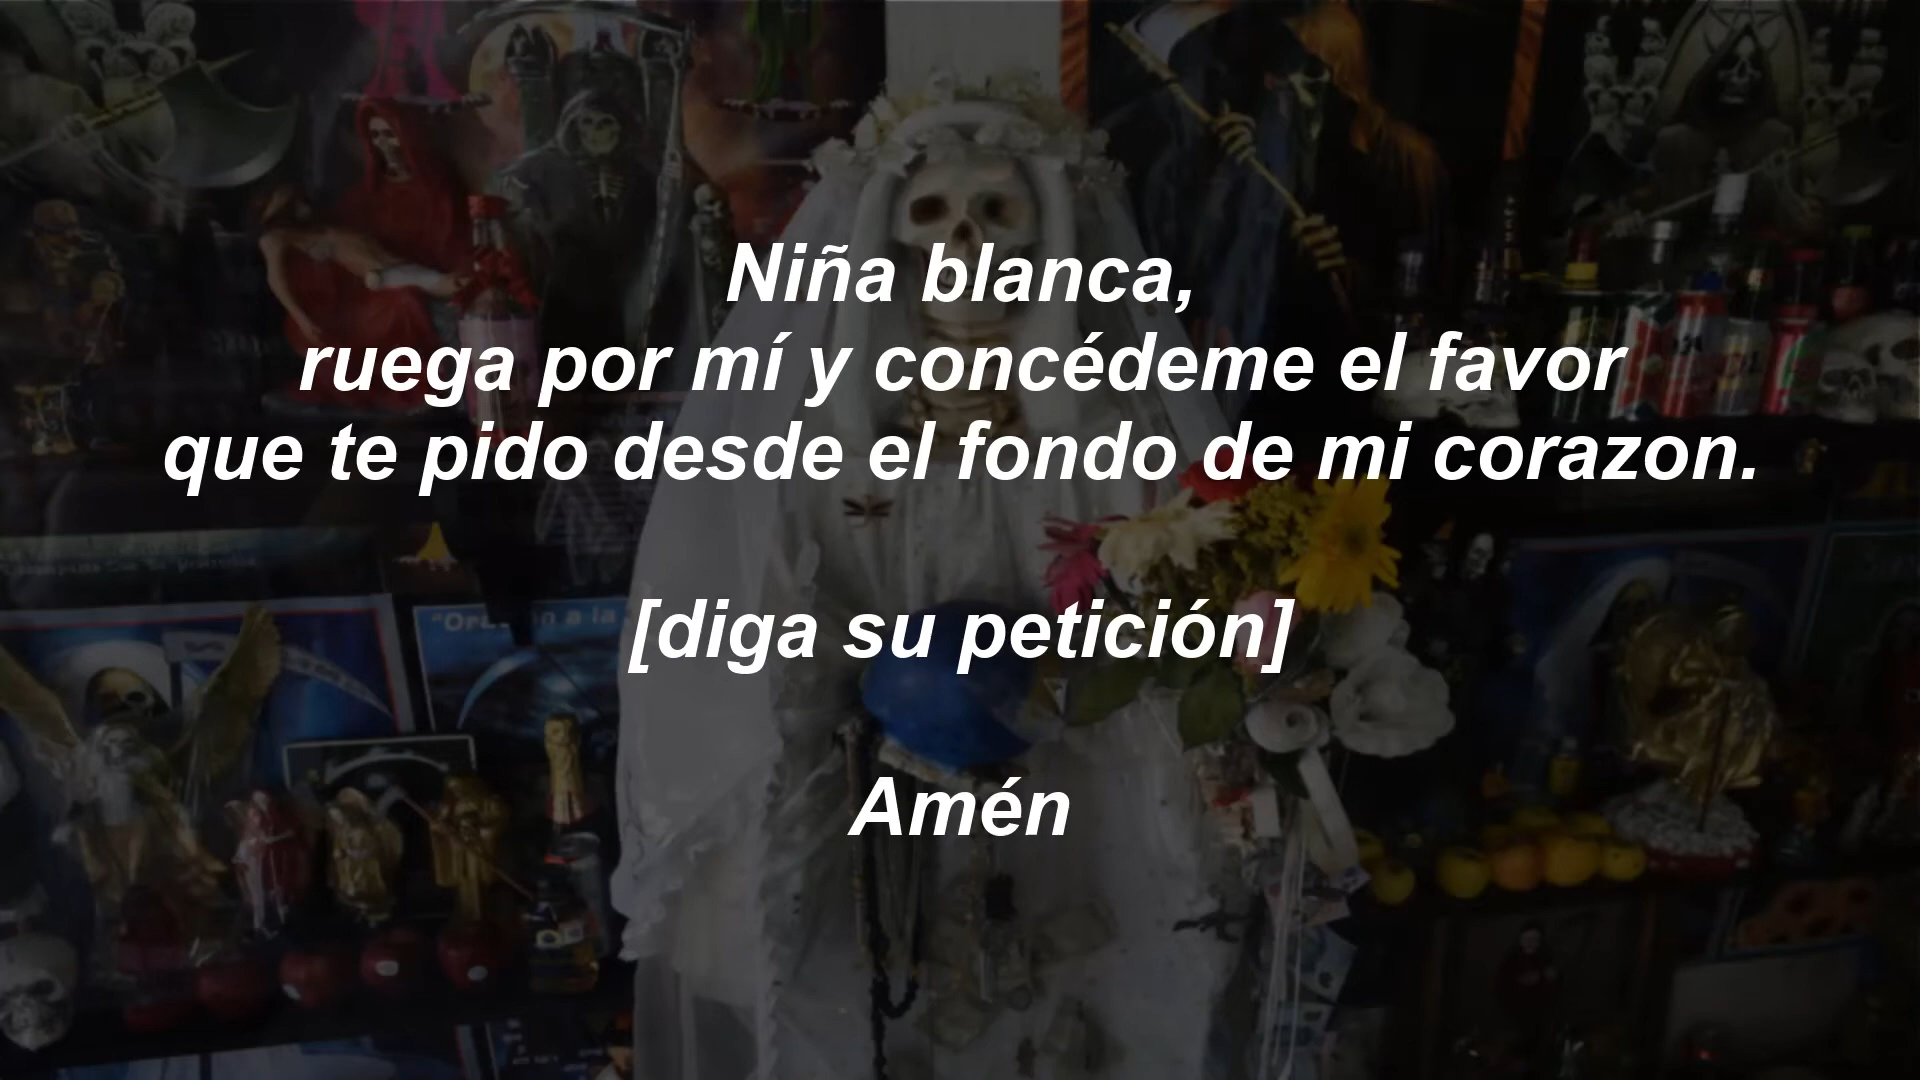 Niña blanca,
ruega por mí y concédeme el favor
que te pido desde el fondo de mi corazon.
[diga su petición]
Amén